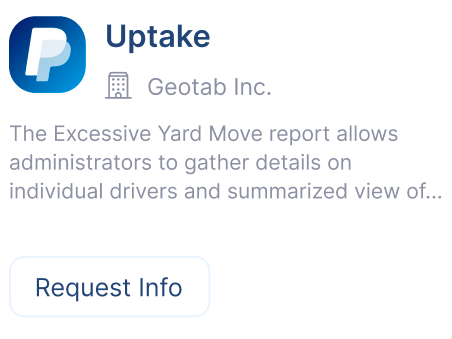 Uptake
Geotab Inc.
The Excessive Yard Move report allows
administrators to gather details on
individual drivers and summarized view of...
Request Info